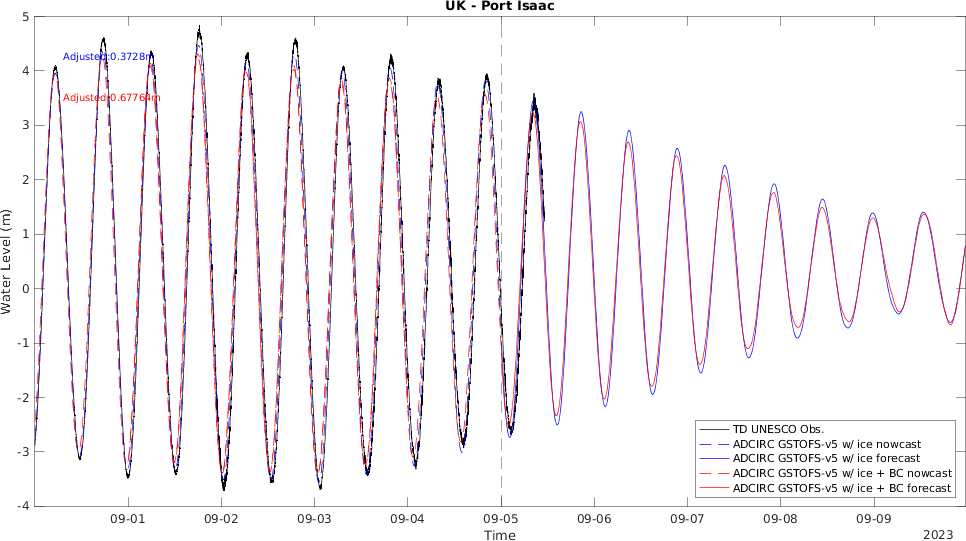 UK - Port Isaac
5
4
3
2
1
0
-1
-2
-3
-4
Water Level (m)
Adjusted:0.3728m
Adjusted:0.67764m
TD UNESCO Obs.
ADCIRC GSTOFS-v5 w/ ice nowcast
ADCIRC GSTOFS-v5 w/ ice forecast
ADCIRC GSTOFS-v5 w/ ice + BC nowcast
ADCIRC GSTOFS-v5 w/ ice + BC forecast
09-01 09-02 09-03 09-04 09-05 09-06 09-07 09-08 09-09
Time
2023